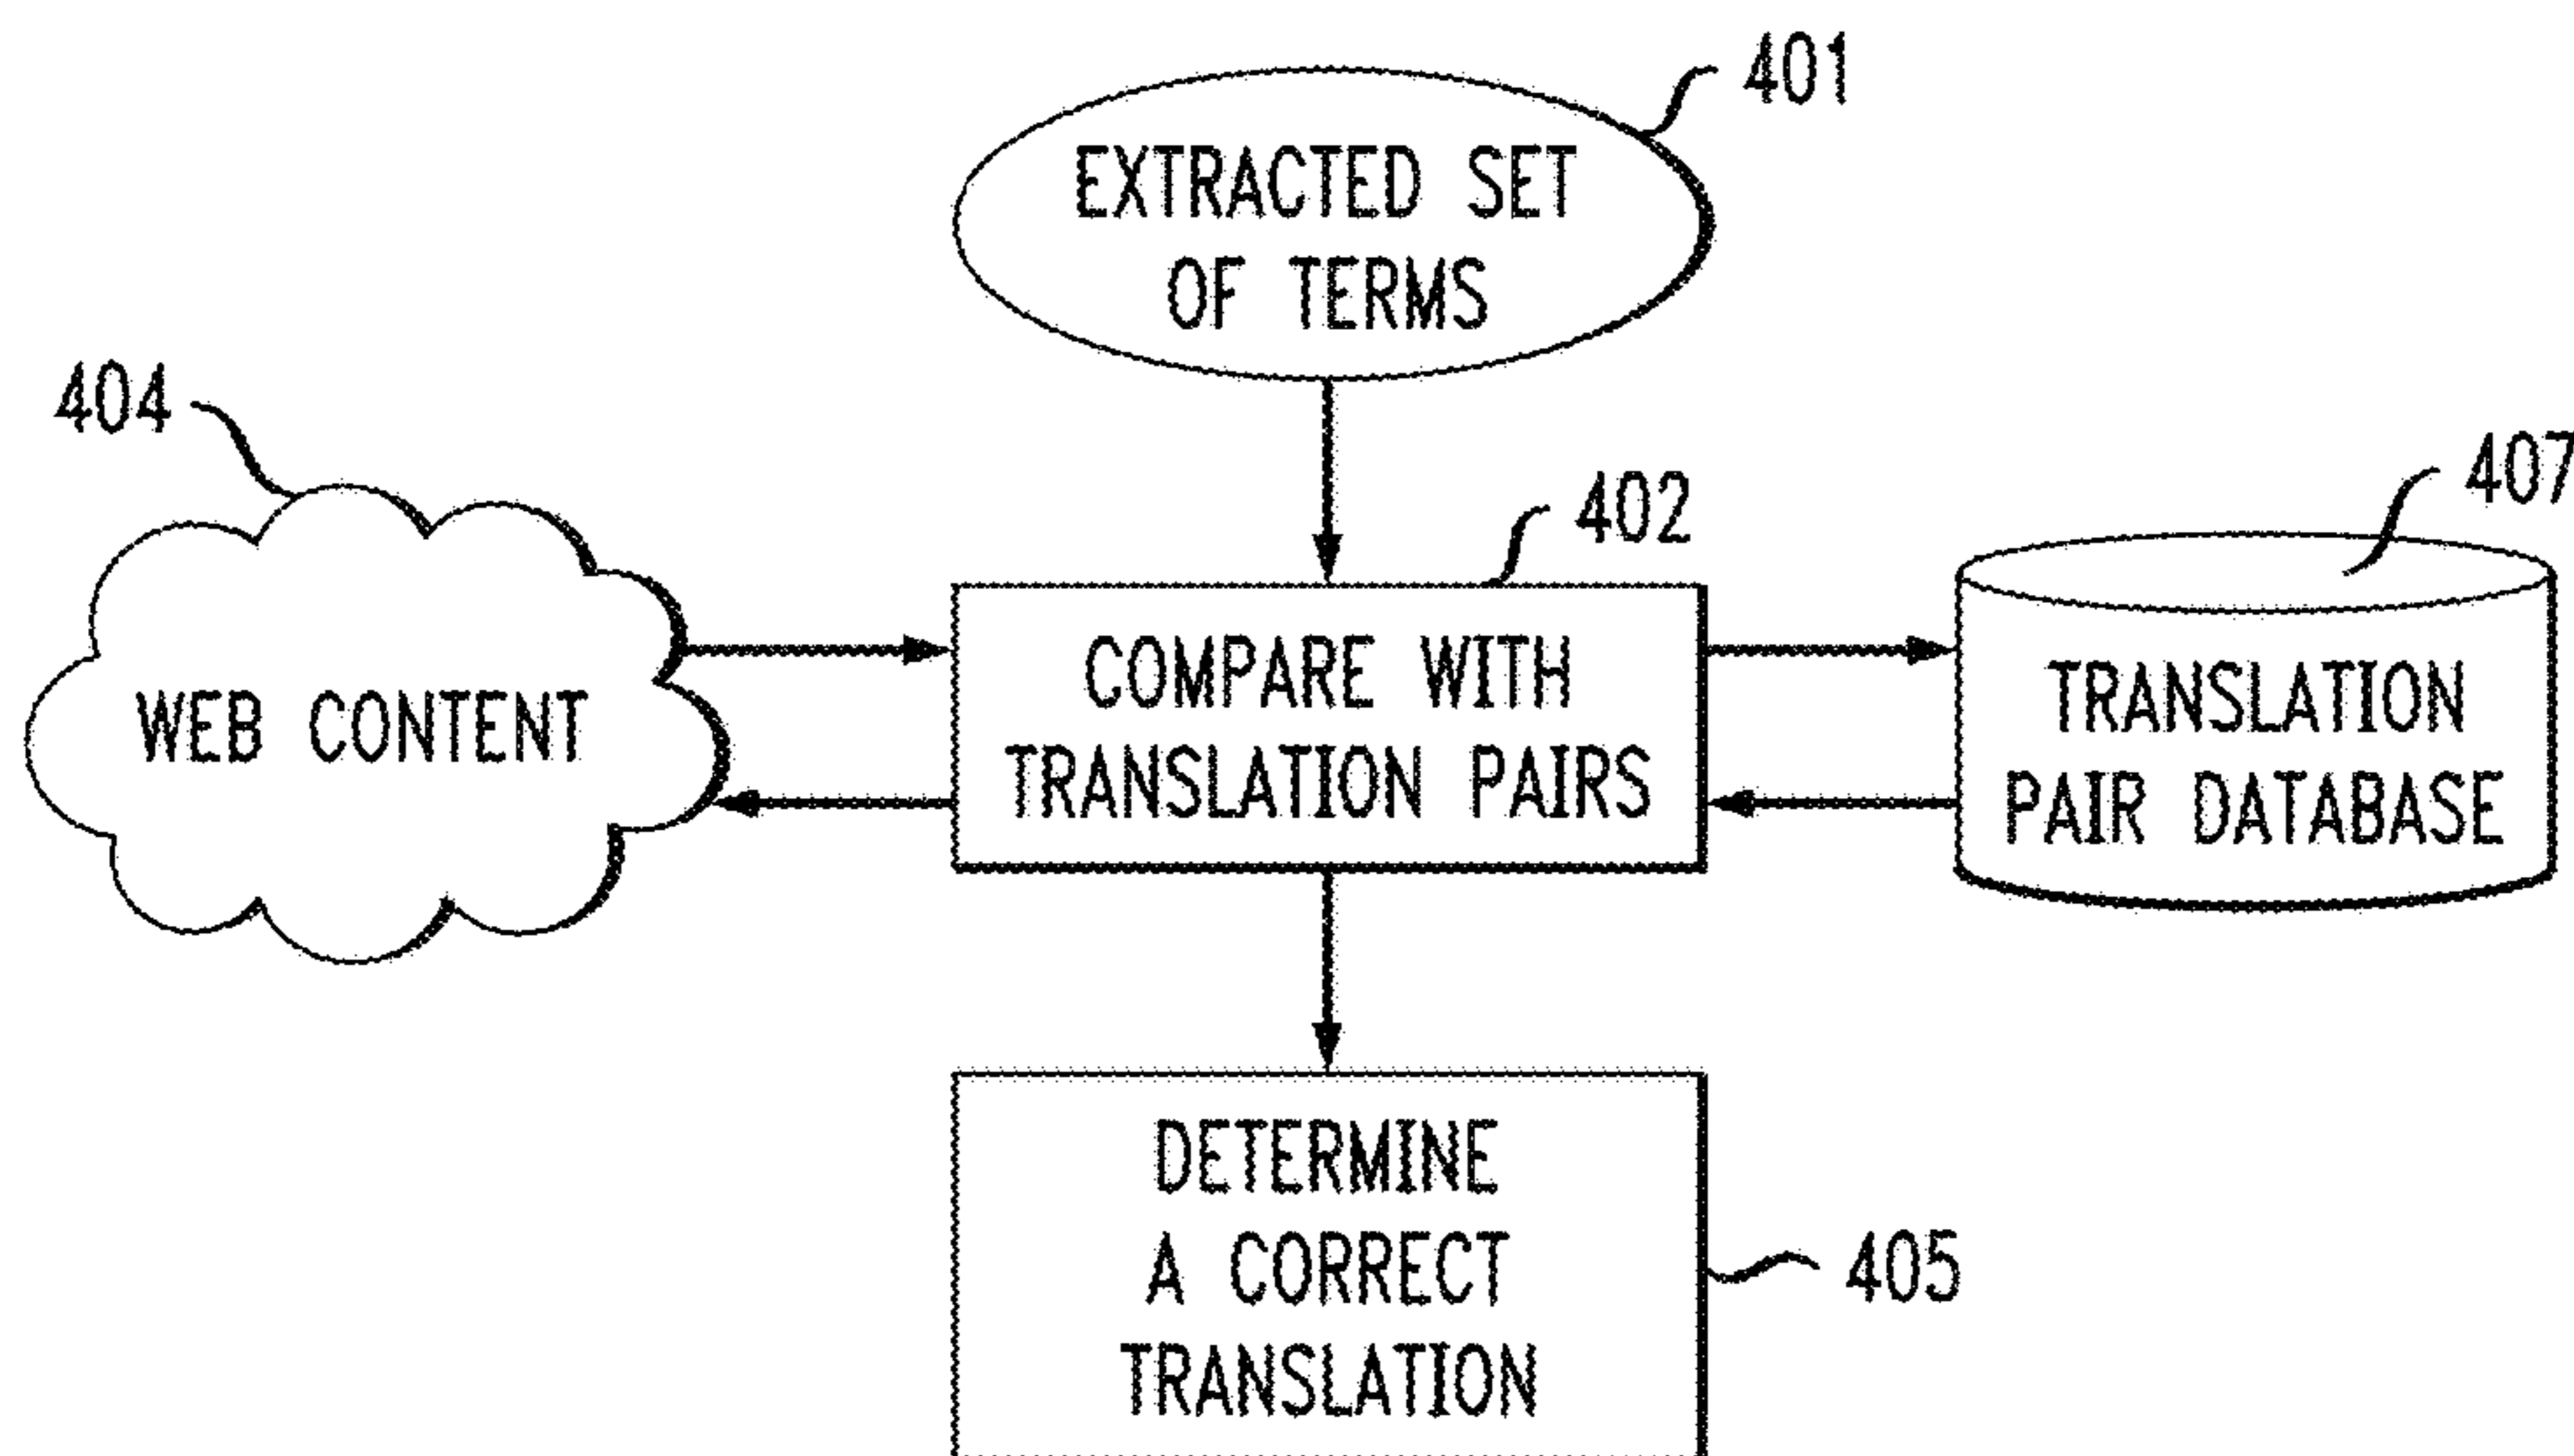 401
EXTRACTED SET
OF TERMS
404
402
407
WEB CONTENT
COMPARE WITH
TRANSLATION PAIRS
TRANSLATION
PAIR DATABASE
DETERMINE
A CORRECT
TRANSLATION
405